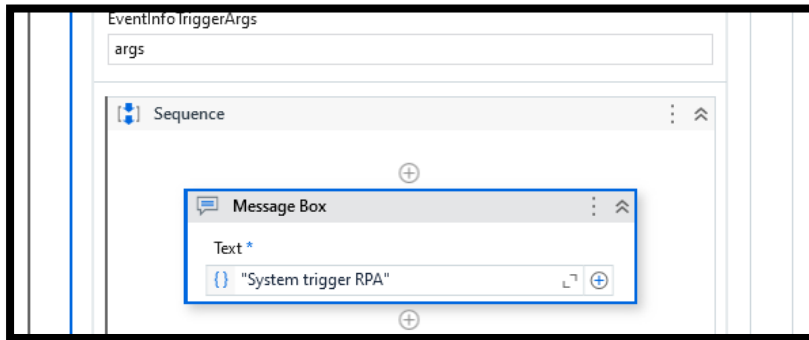 EventInfoTriggerArgs
args
Sequence
Message Box
Text *
{} "System trigger RPA"